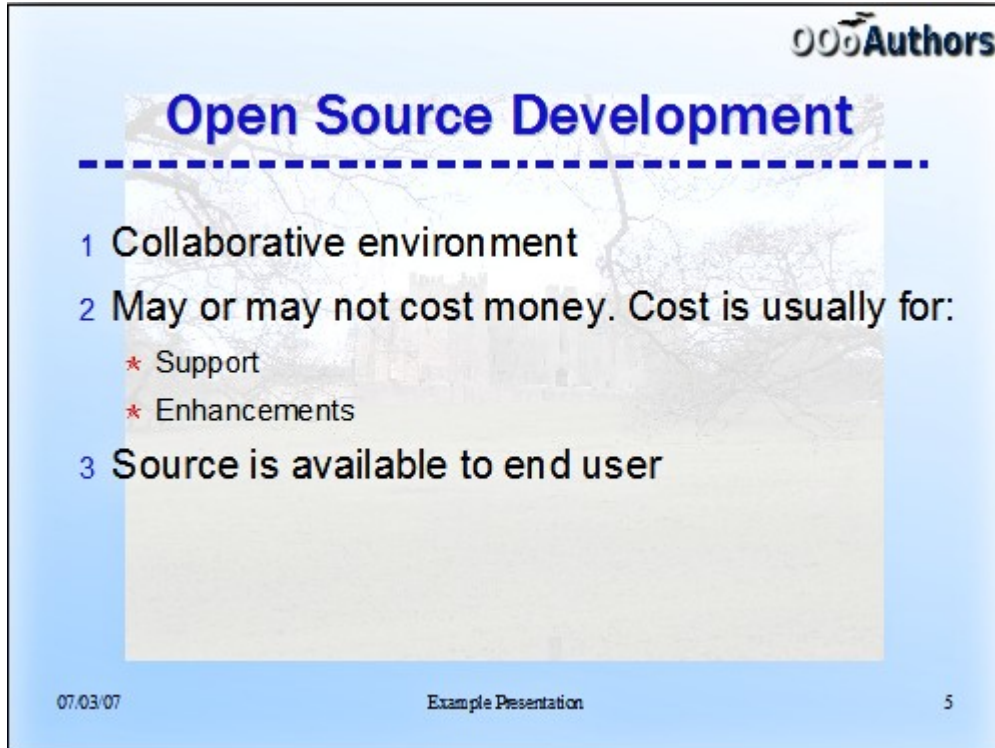 OOoAuthors
Open Source Development
1 Collaborative environment
2 May or may not cost money. Cost is usually for:
* Support
* Enhancements
3 Source is available to end user
07/03/07 Example Presentation 5